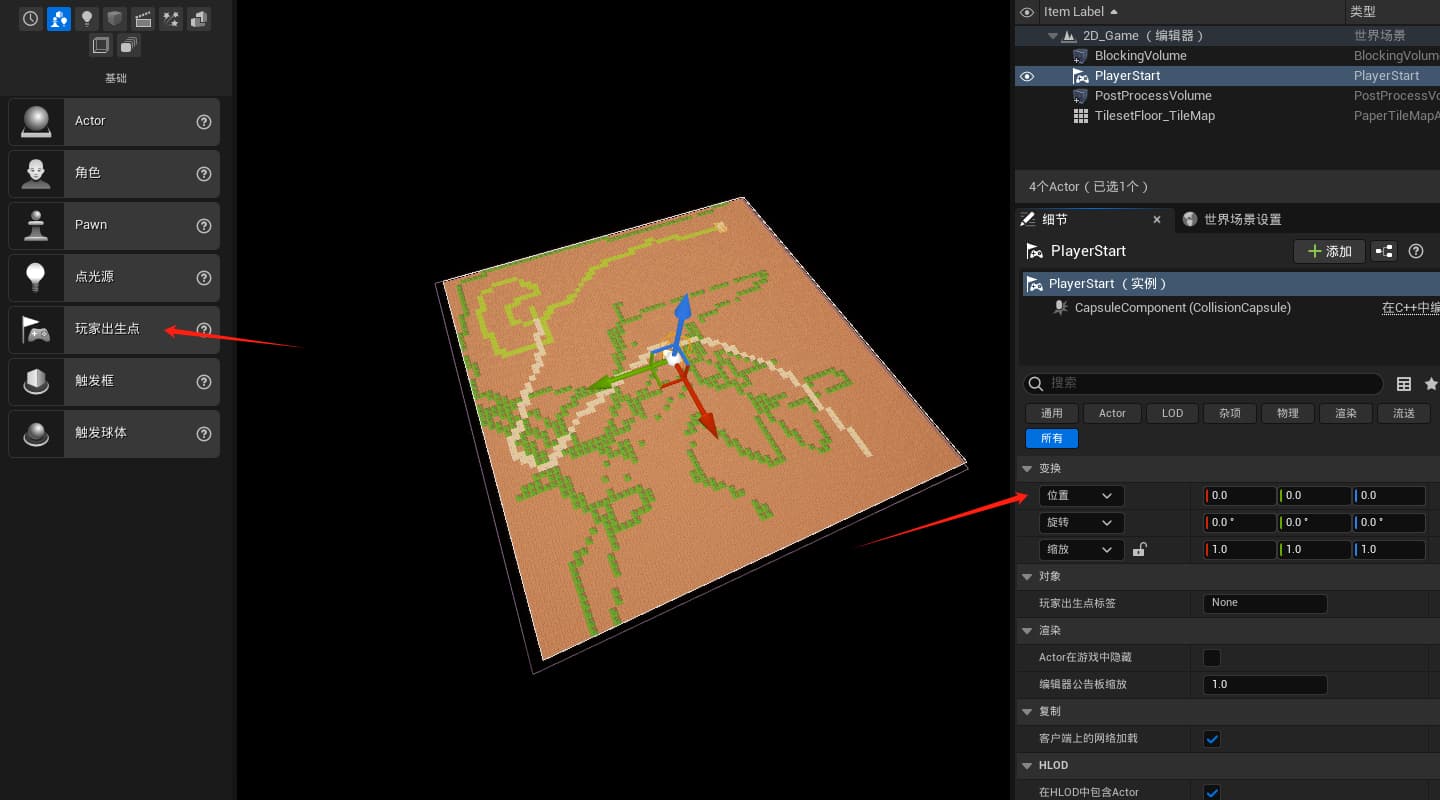 基础
Actor
角色
Pawn
点光源
玩家出生点
触发框
触发球体
Item Label 类型
2D_Game（编辑器） 世界场景
BlockingVolume BlockingVolum
PlayerStart PlayerStart
PostProcessVolume PostProcessVo
TilesetFloor_TileMap PaperTileMapA
4个Actor（已选1个）
细节 世界场景设置
PlayerStart 添加
PlayerStart（实例）
CapsuleComponent (CollisionCapsule) 在C++中编
搜索
通用 Actor LOD 杂项 物理 渲染 流送
所有
变换
位置 0.0 0.0 0.0
旋转 0.0° 0.0° 0.0°
缩放 1.0 1.0 1.0
对象
玩家出生点标签 None
渲染
Actor在游戏中隐藏
编辑器公告板缩放 1.0
复制
客户端上的网络加载
HLOD
在HLOD中包含Actor